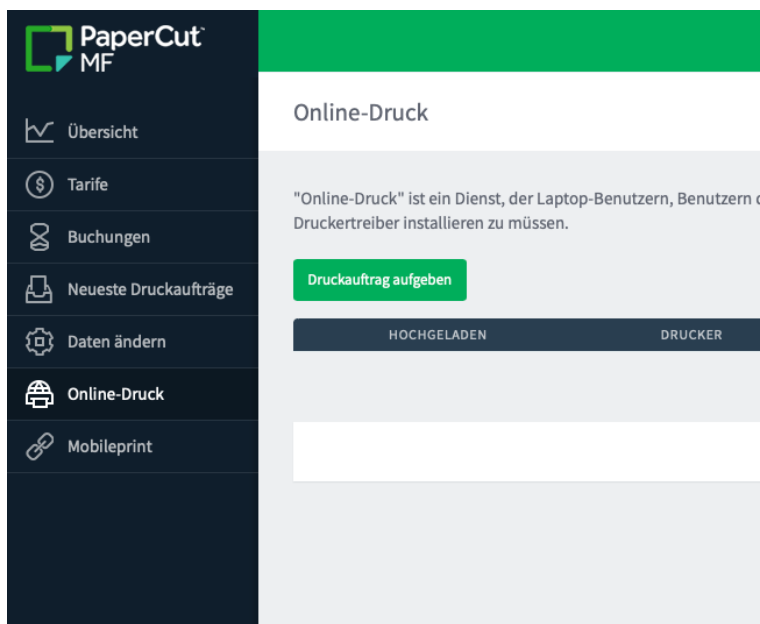 PaperCut
MF
Übersicht
Tarife
Buchungen
Neueste Druckaufträge
Daten ändern
Online-Druck
Mobileprint
Online-Druck
"Online-Druck" ist ein Dienst, der Laptop-Benutzern, Benutzern
Druckertreiber installieren zu müssen.
Druckauftrag aufgeben
HOCHGELADEN DRUCKER